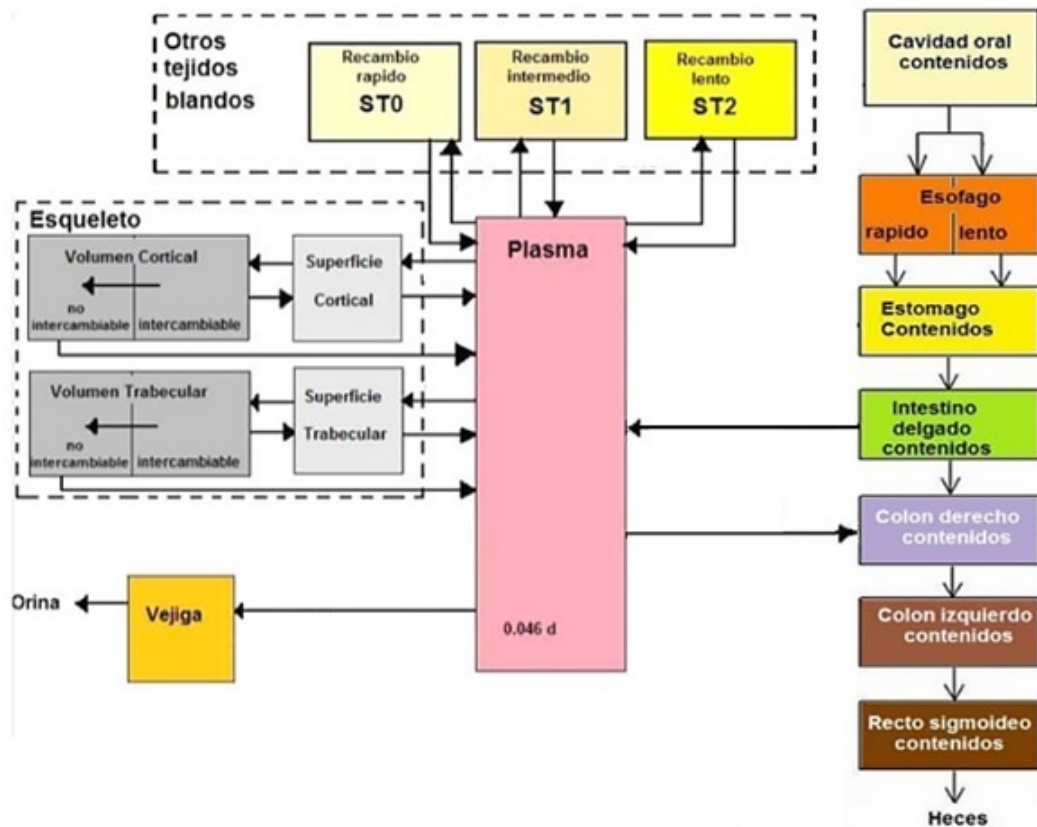 Otros
tejidos
blandos
Recambio
rapido
ST0
Recambio
intermedio
ST1
Recambio
lento
ST2
Cavidad oral
contenidos
Esofago
rapido
lento
Estomago
Contenidos
Intestino
delgado
contenidos
Colon derecho
contenidos
Colon izquierdo
contenidos
Recto sigmoideo
contenidos
Heces
Esqueleto
Volumen Cortical
no
intercambiable
intercambiable
Superficie
Cortical
Volumen Trabecular
no
intercambiable
intercambiable
Superficie
Trabecular
Plasma
0.046 d
Vejiga
Orina